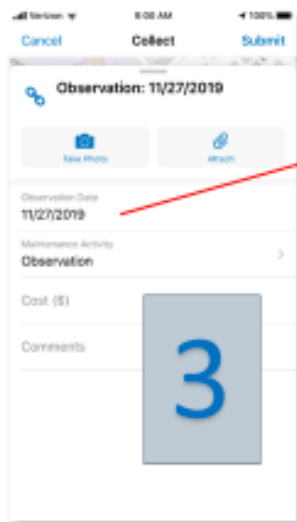 Verizon 8:00 AM 100%
Cancel Collect Submit
Observation: 11/27/2019
Take Photo Attach
Observation Date
11/27/2019
Maintenance Activity
Observation
Cost ($)
Comments
3